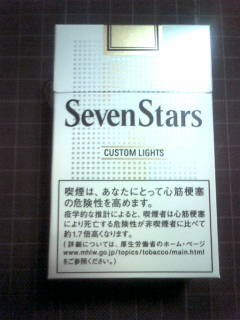 Seven Stars
CUSTOM LIGHTS
喫煙は、あなたにとって心筋梗塞
の危険性を高めます。
疫学的な推計によると、喫煙者は心筋梗塞
により死亡する危険性が非喫煙者に比べて
約1.7倍高くなります。
(詳細については、厚生労働省のホーム・ページ
www.mhlw.go.jp/topics/tobacco/main.html
をご参照ください。)